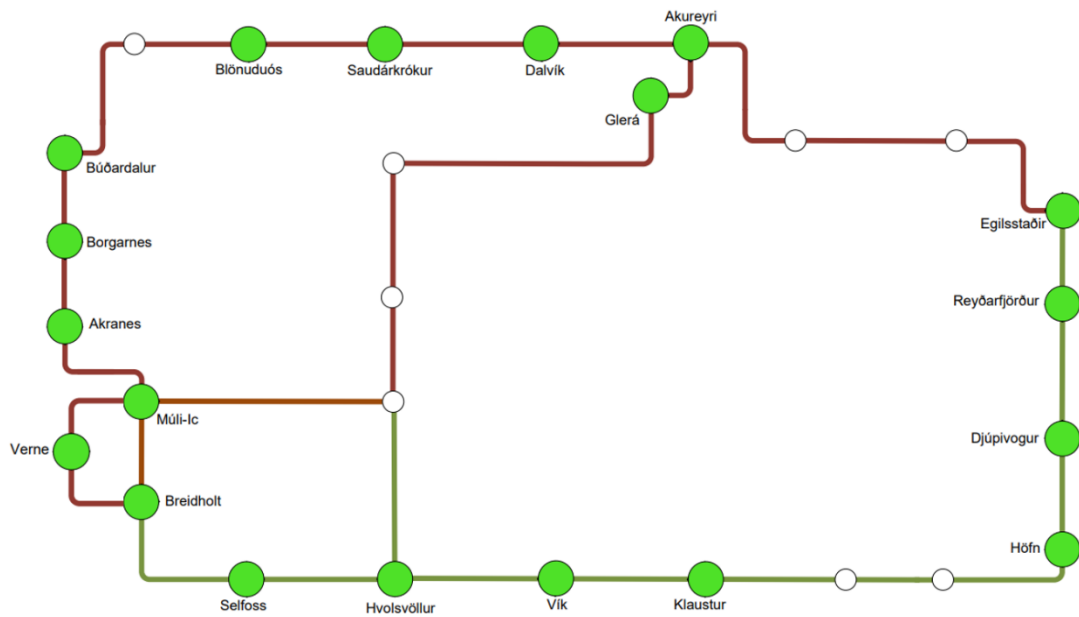 Akureyri
Blönuduós
Saudárkrókur
Dalvík
Glerá
Búðardalur
Egilsstaðir
Borgarnes
Reyðarfjörður
Akranes
Múli-Ic
Djúpivogur
Verne
Breidholt
Höfn
Selfoss
Hvolsvöllur
Vík
Klaustur